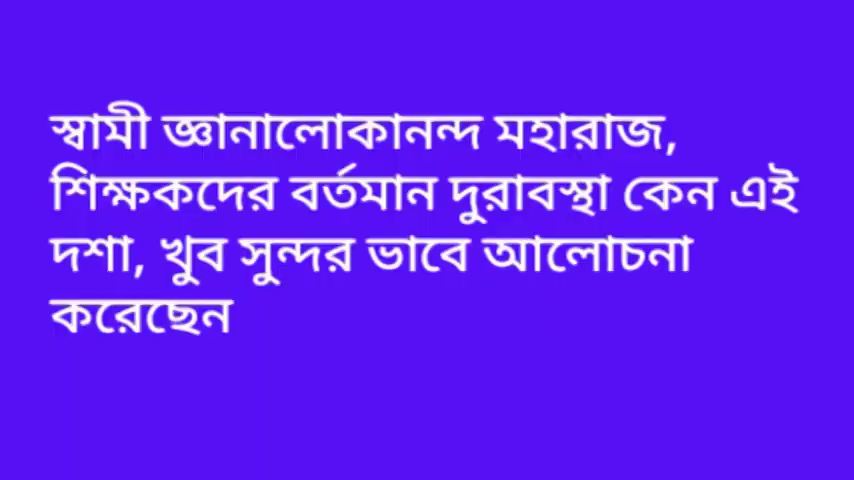 স্বামী জ্ঞানালোকানন্দ মহারাজ,
শিক্ষকদের বর্তমান দুরাবস্থা কেন এই
দশা, খুব সুন্দর ভাবে আলোচনা
করেছেন